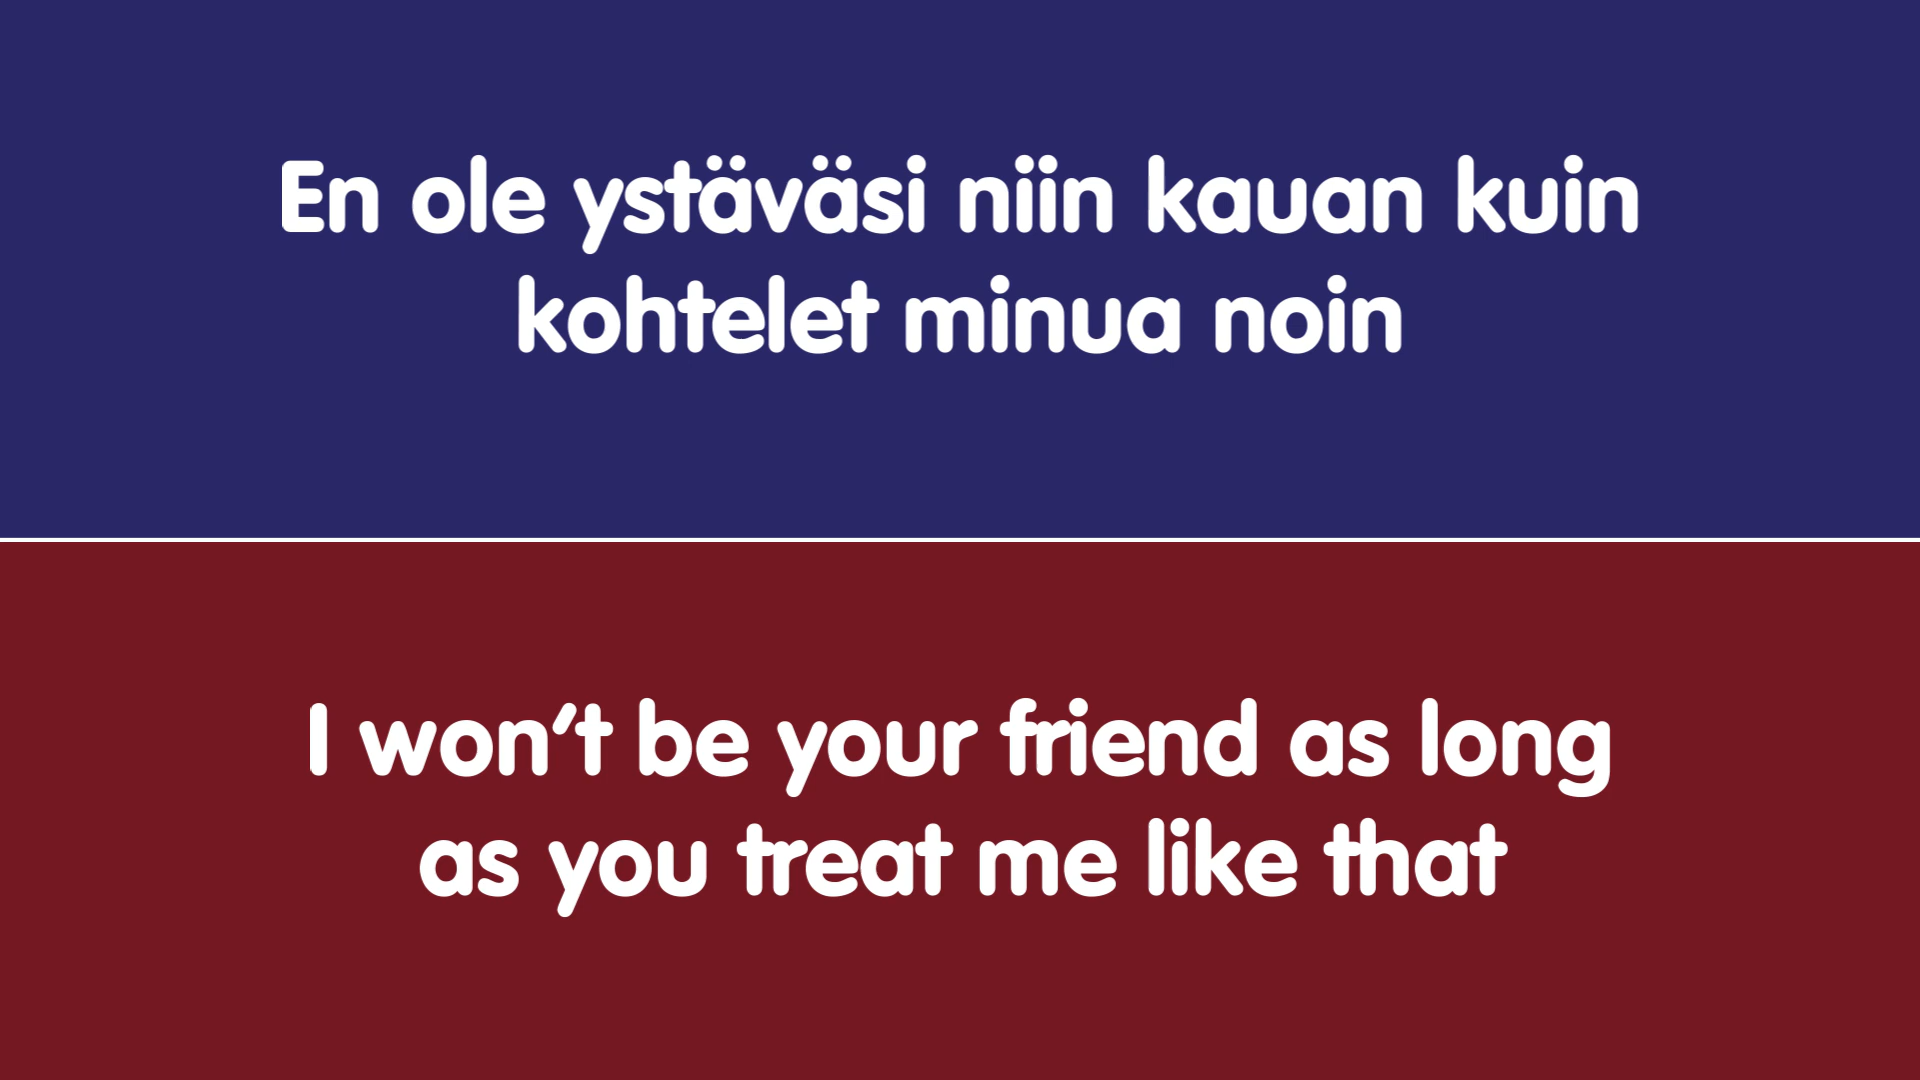 En ole ystäväsi niin kauan kuin
kohtelet minua noin
I won't be your friend as long
as you treat me like that